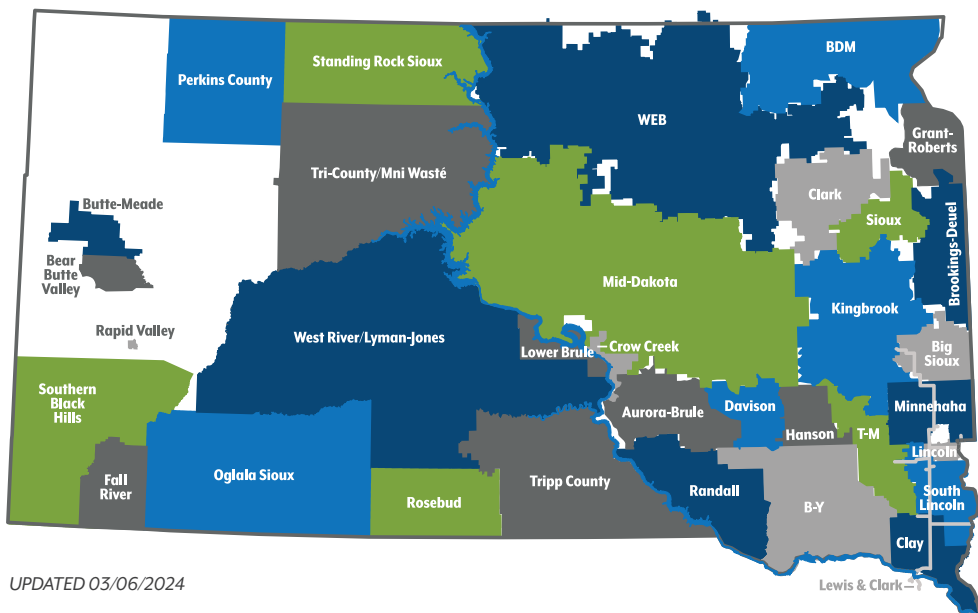 BDM
Standing Rock Sioux
Perkins County
WEB
Grant-
Roberts
Tri-County/Mni Wasté
Clark
Butte-Meade
Sioux
Brookings-Deuel
Bear
Butte
Valley
Mid-Dakota
Kingbrook
Rapid Valley
West River/Lyman-Jones
Lower Brule
Crow Creek
Big
Sioux
Southern
Black
Hills
Aurora-Brule
Davison
Minnehaha
Hanson
T-M
Lincoln
Fall
River
Oglala Sioux
Rosebud
Tripp County
Randall
B-Y
South
Lincoln
Clay
UPDATED 03/06/2024
Lewis & Clark